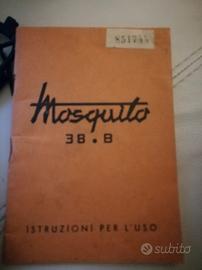 Mosquito
38.B
ISTRUZIONI PER L'USO
subito